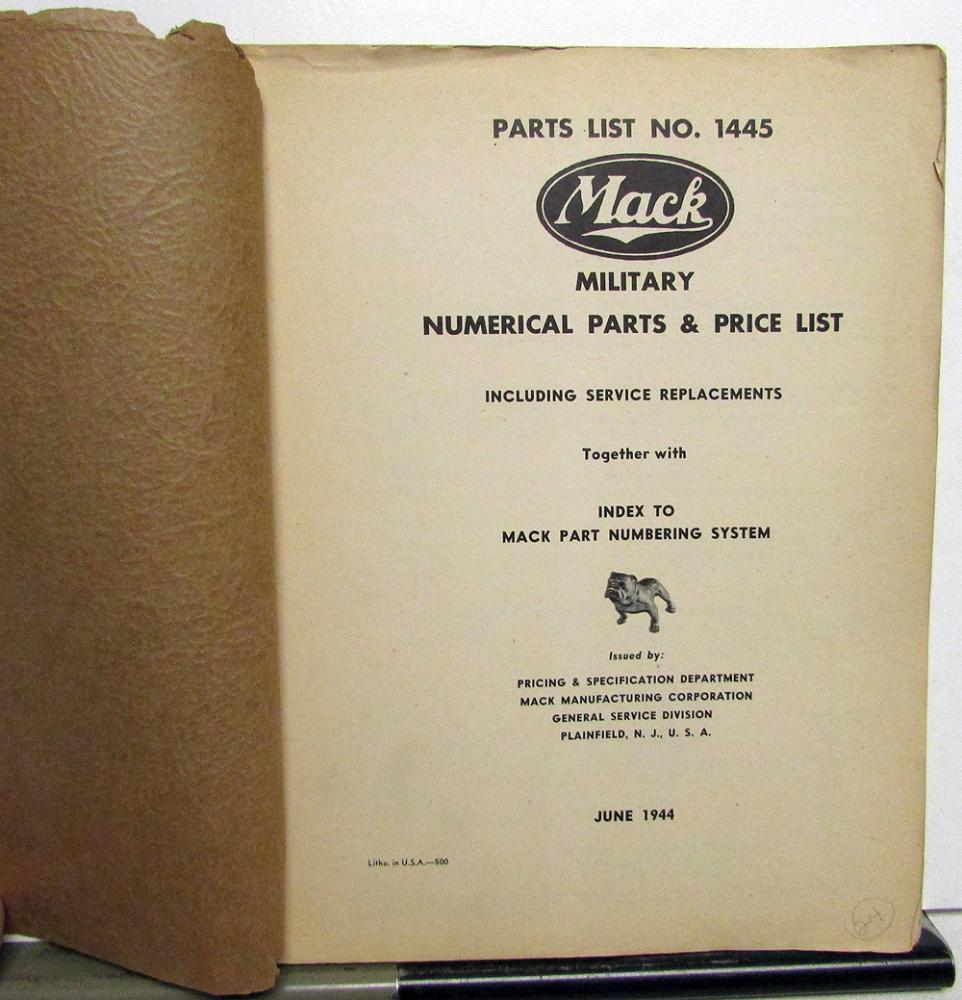 PARTS LIST NO. 1445
Mack
MILITARY
NUMERICAL PARTS & PRICE LIST
INCLUDING SERVICE REPLACEMENTS
Together with
INDEX TO
MACK PART NUMBERING SYSTEM
Issued by:
PRICING & SPECIFICATION DEPARTMENT
MACK MANUFACTURING CORPORATION
GENERAL SERVICE DIVISION
PLAINFIELD, N. J., U. S. A.
JUNE 1944
Litho. in U.S.A.—500